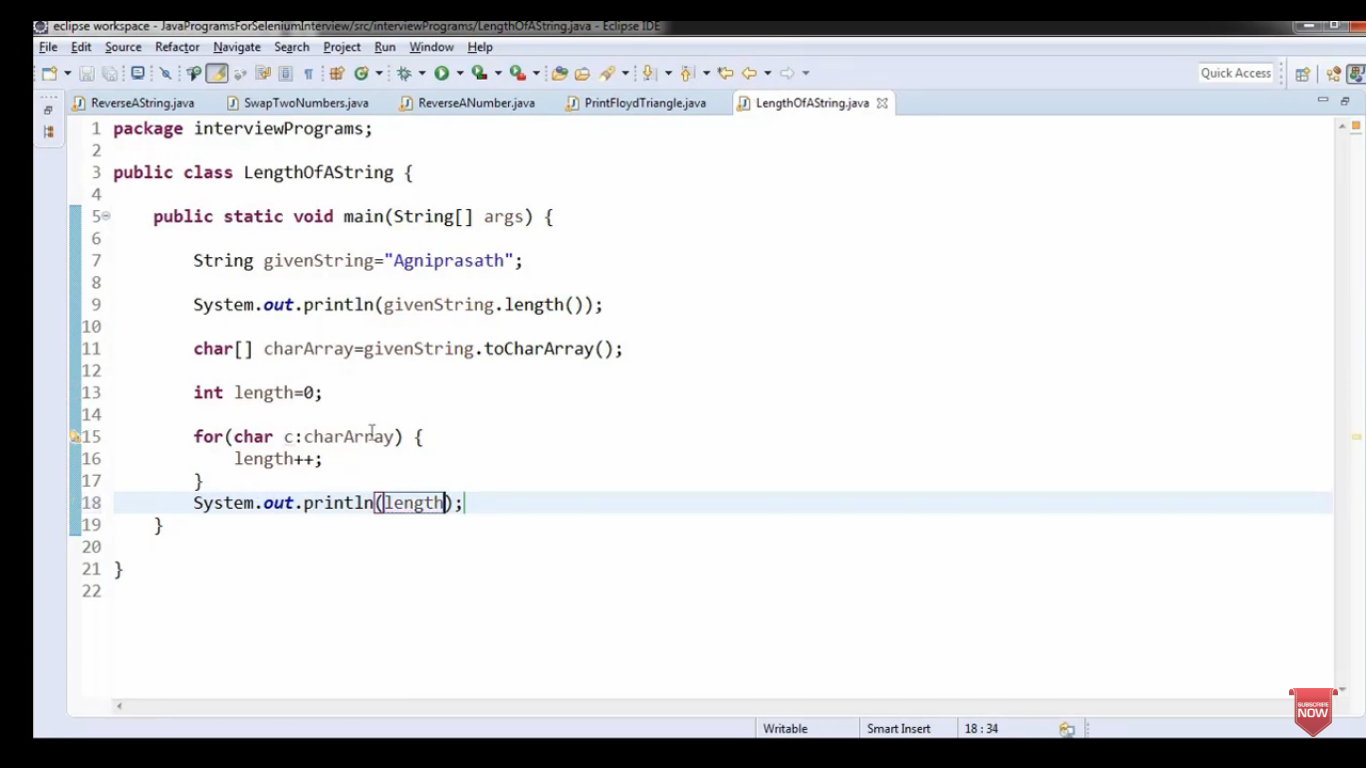 eclipse workspace - JavaProgramsForSeleniumInterview/src/interviewPrograms/LengthOfAString.java - Eclipse IDE
File Edit Source Refactor Navigate Search Project Run Window Help
Quick Access
ReverseAString.java SwapTwoNumbers.java ReverseANumber.java PrintFloydTriangle.java LengthOfAString.java
1 package interviewPrograms;
2
3 public class LengthOfAString {
4
5 public static void main(String[] args) {
6
7 String givenString="Agniprasath";
8
9 System.out.println(givenString.length());
10
11 char[] charArray=givenString.toCharArray();
12
13 int length=0;
14
15 for(char c:charArray) {
16 length++;
17 }
18 System.out.println(length);
19 }
20
21 }
22
SUBSCRIBE
NOW
Writable Smart Insert 18 : 34